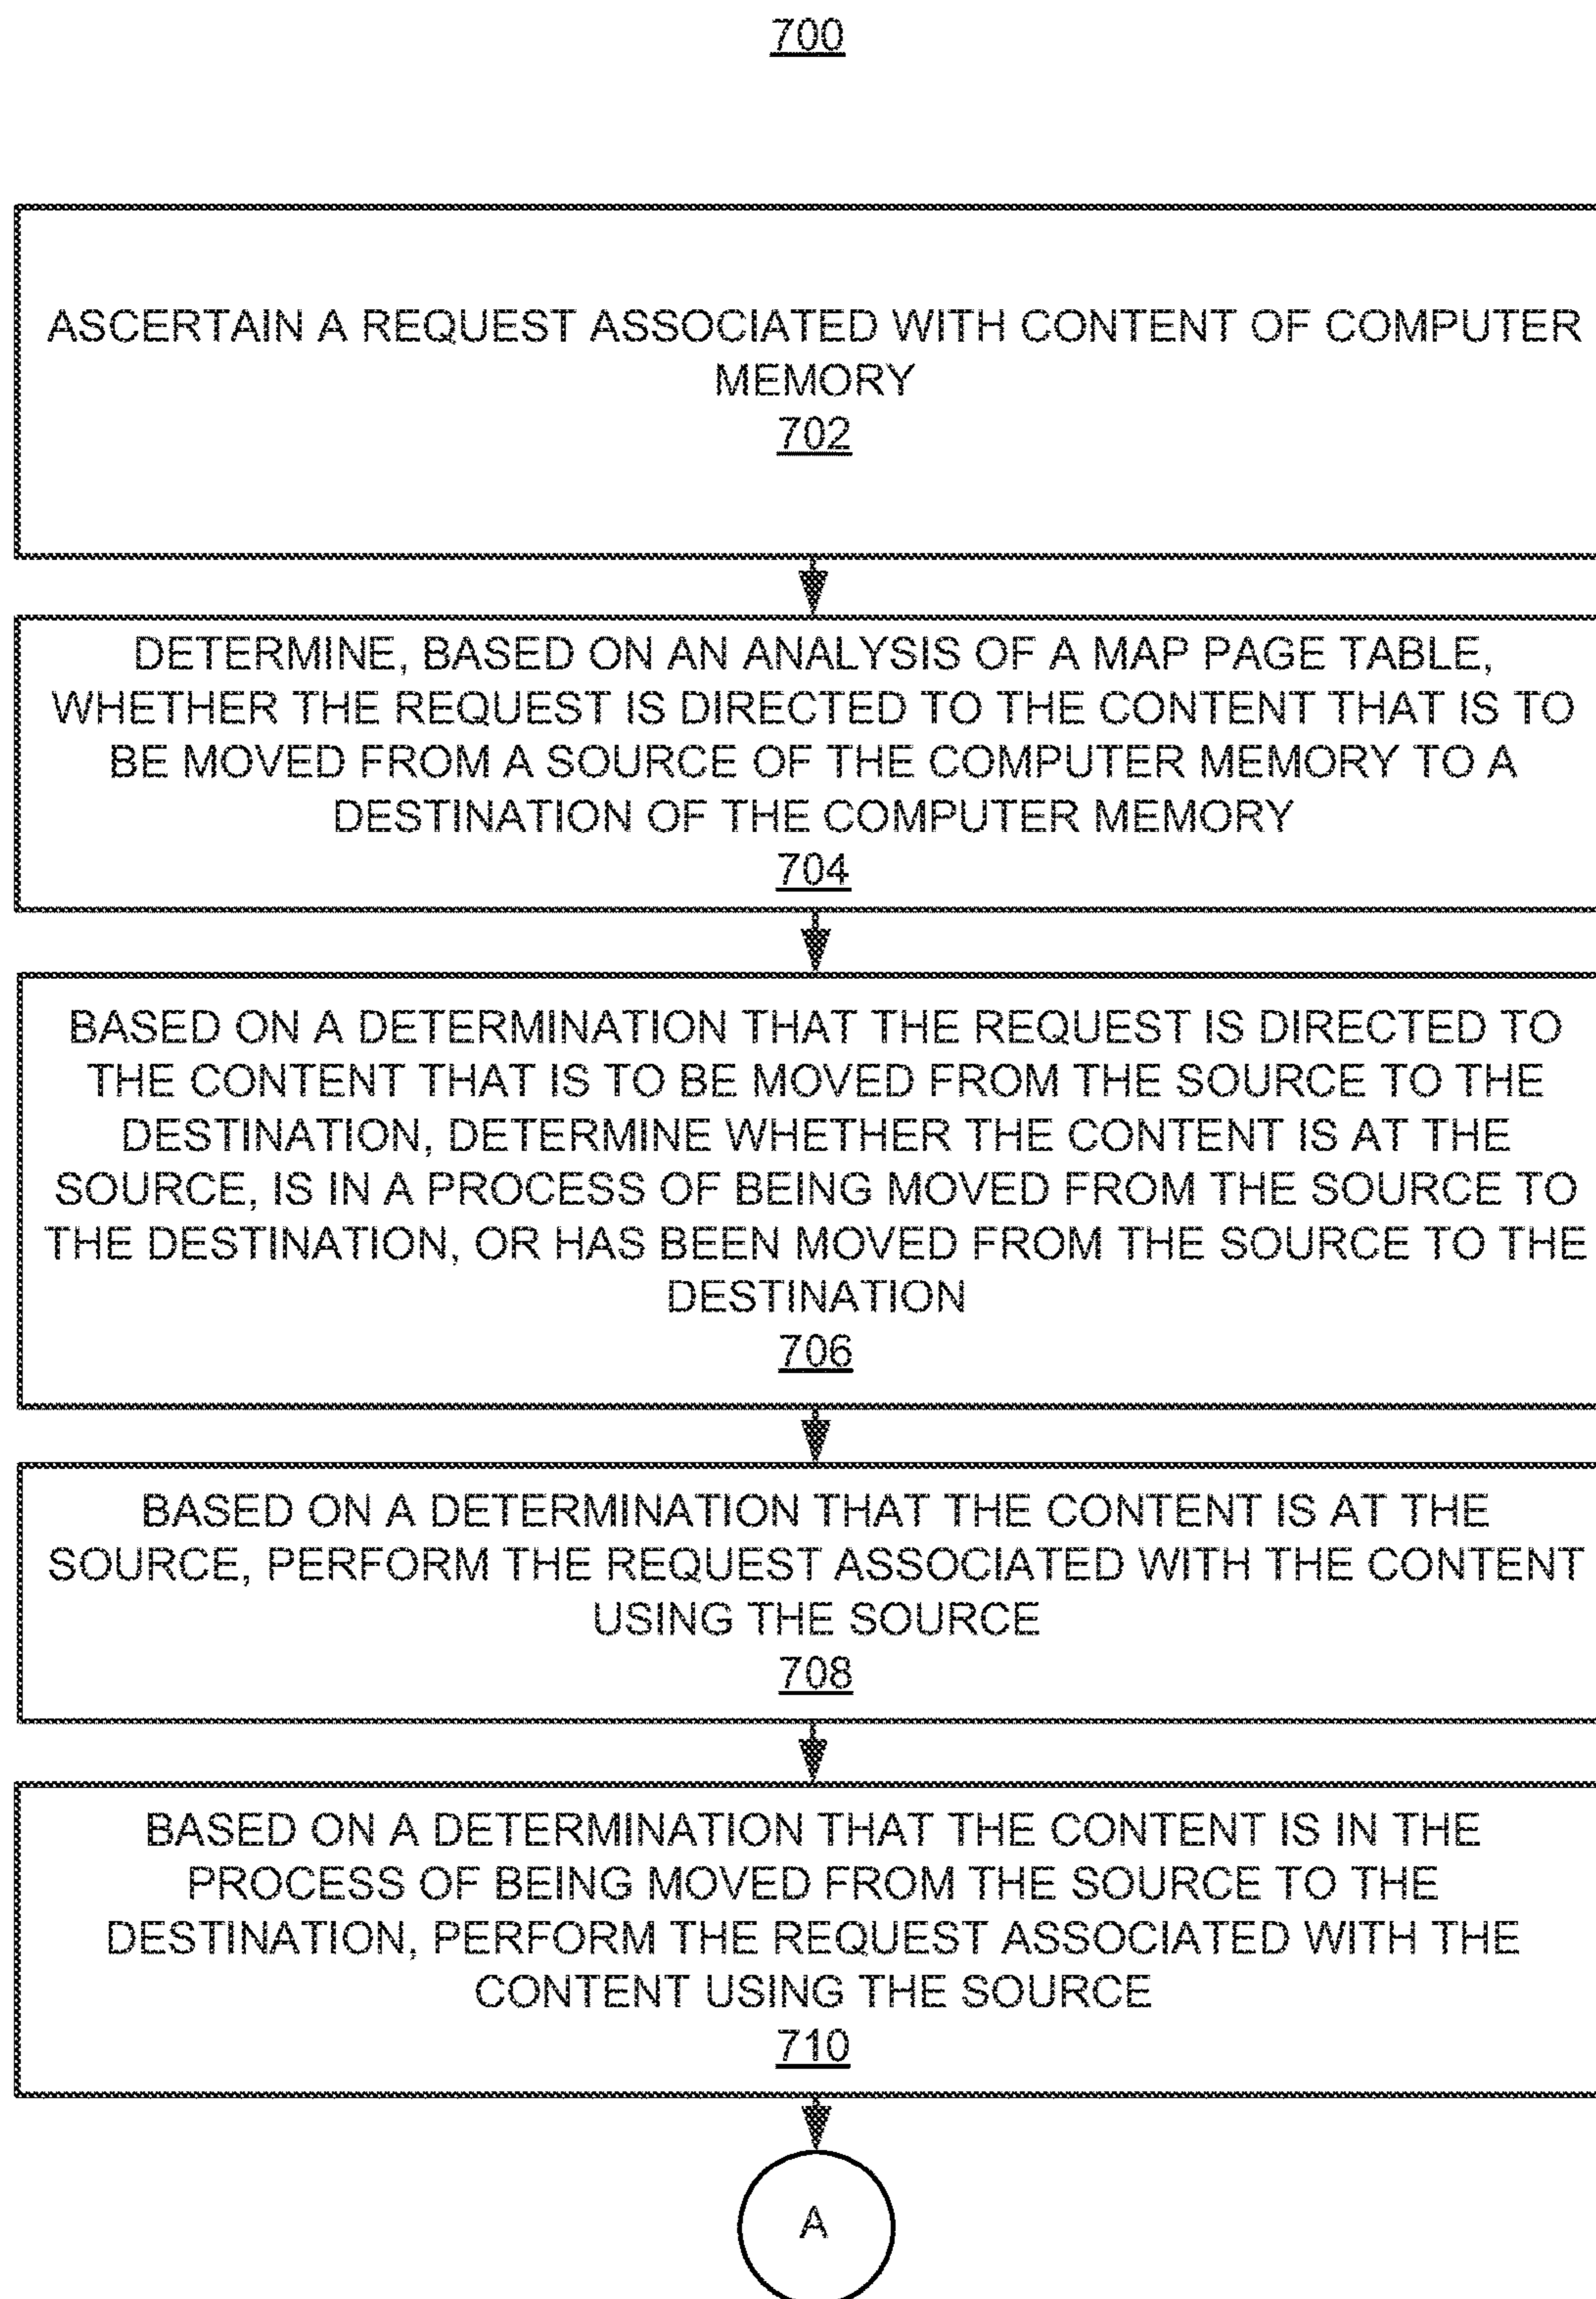 700
ASCERTAIN A REQUEST ASSOCIATED WITH CONTENT OF COMPUTER
MEMORY
702
DETERMINE, BASED ON AN ANALYSIS OF A MAP PAGE TABLE,
WHETHER THE REQUEST IS DIRECTED TO THE CONTENT THAT IS TO
BE MOVED FROM A SOURCE OF THE COMPUTER MEMORY TO A
DESTINATION OF THE COMPUTER MEMORY
704
BASED ON A DETERMINATION THAT THE REQUEST IS DIRECTED TO
THE CONTENT THAT IS TO BE MOVED FROM THE SOURCE TO THE
DESTINATION, DETERMINE WHETHER THE CONTENT IS AT THE
SOURCE, IS IN A PROCESS OF BEING MOVED FROM THE SOURCE TO
THE DESTINATION, OR HAS BEEN MOVED FROM THE SOURCE TO THE
DESTINATION
706
BASED ON A DETERMINATION THAT THE CONTENT IS AT THE
SOURCE, PERFORM THE REQUEST ASSOCIATED WITH THE CONTENT
USING THE SOURCE
708
BASED ON A DETERMINATION THAT THE CONTENT IS IN THE
PROCESS OF BEING MOVED FROM THE SOURCE TO THE
DESTINATION, PERFORM THE REQUEST ASSOCIATED WITH THE
CONTENT USING THE SOURCE
710
A